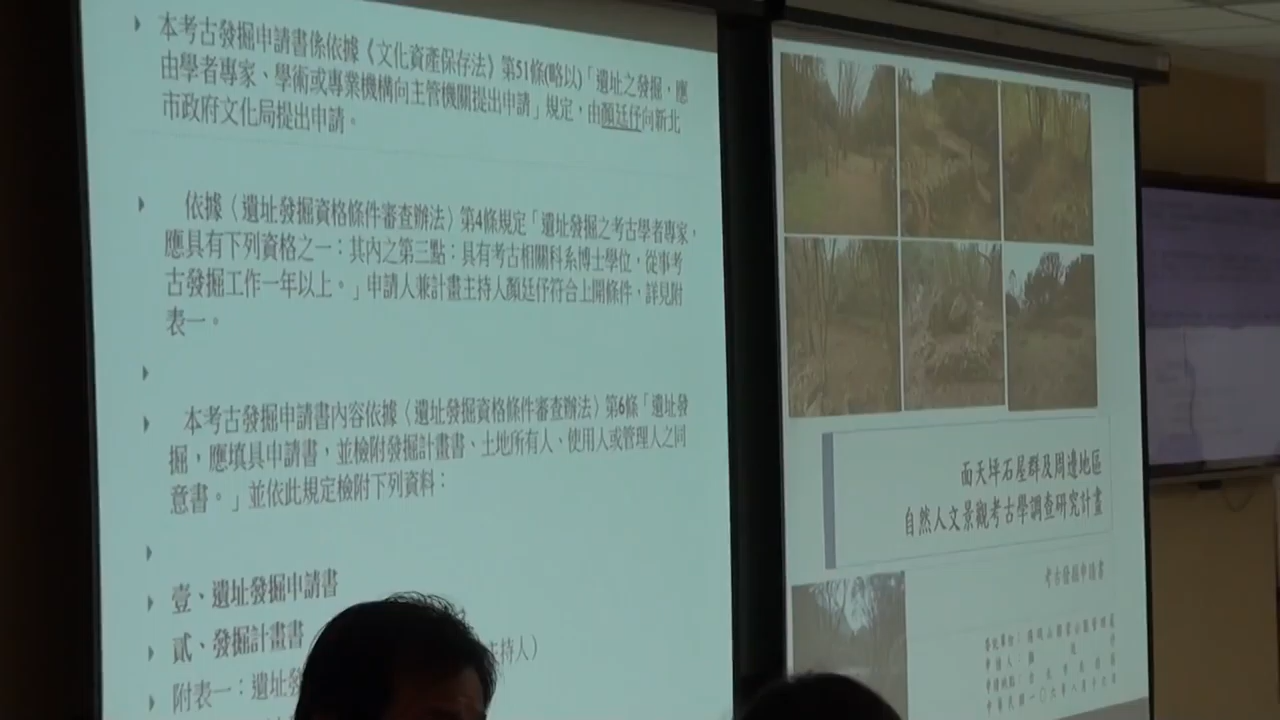 本考古發掘申請書係依據《文化資產保存法》第51條(略以)「遺址之發掘，應
由學者專家、學術或專業機構向主管機關提出申請」規定，由顏廷伃向新北
市政府文化局提出申請。
依據〈遺址發掘資格條件審查辦法〉第4條規定「遺址發掘之考古學者專家，
應具有下列資格之一：其內之第三點：具有考古相關科系博士學位，從事考
古發掘工作一年以上。」申請人兼計畫主持人顏廷伃符合上開條件，詳見附
表一。
本考古發掘申請書內容依據〈遺址發掘資格條件審查辦法〉第6條「遺址發
掘，應填具申請書，並檢附發掘計畫書、土地所有人、使用人或管理人之同
意書。」並依此規定檢附下列資料：
壹、遺址發掘申請書
貳、發掘計畫書
附表一：遺址發 主持人）
面天坪石屋群及周邊地區
自然人文景觀考古學調查研究計畫
考古發掘申請書